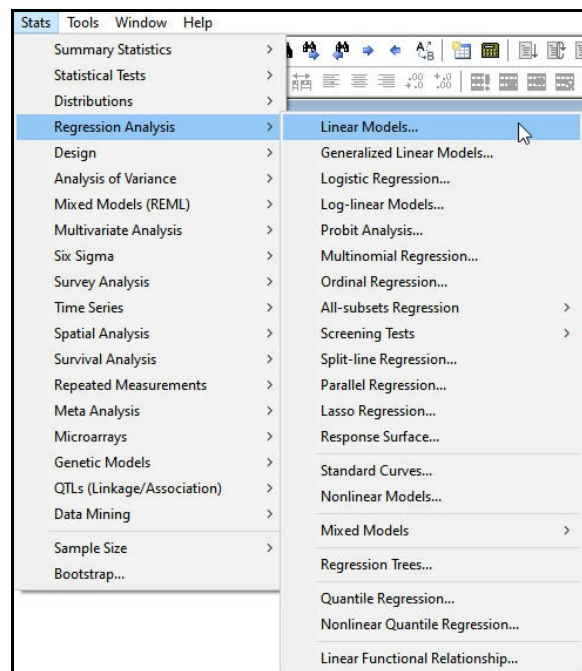 Stats Tools Window Help
Summary Statistics
Statistical Tests
Distributions
Regression Analysis
Design
Analysis of Variance
Mixed Models (REML)
Multivariate Analysis
Six Sigma
Survey Analysis
Time Series
Spatial Analysis
Survival Analysis
Repeated Measurements
Meta Analysis
Microarrays
Genetic Models
QTLs (Linkage/Association)
Data Mining
Sample Size
Bootstrap...
Linear Models...
Generalized Linear Models...
Logistic Regression...
Log-linear Models...
Probit Analysis...
Multinomial Regression...
Ordinal Regression...
All-subsets Regression
Screening Tests
Split-line Regression...
Parallel Regression...
Lasso Regression...
Response Surface...
Standard Curves...
Nonlinear Models...
Mixed Models
Regression Trees...
Quantile Regression...
Nonlinear Quantile Regression...
Linear Functional Relationship...